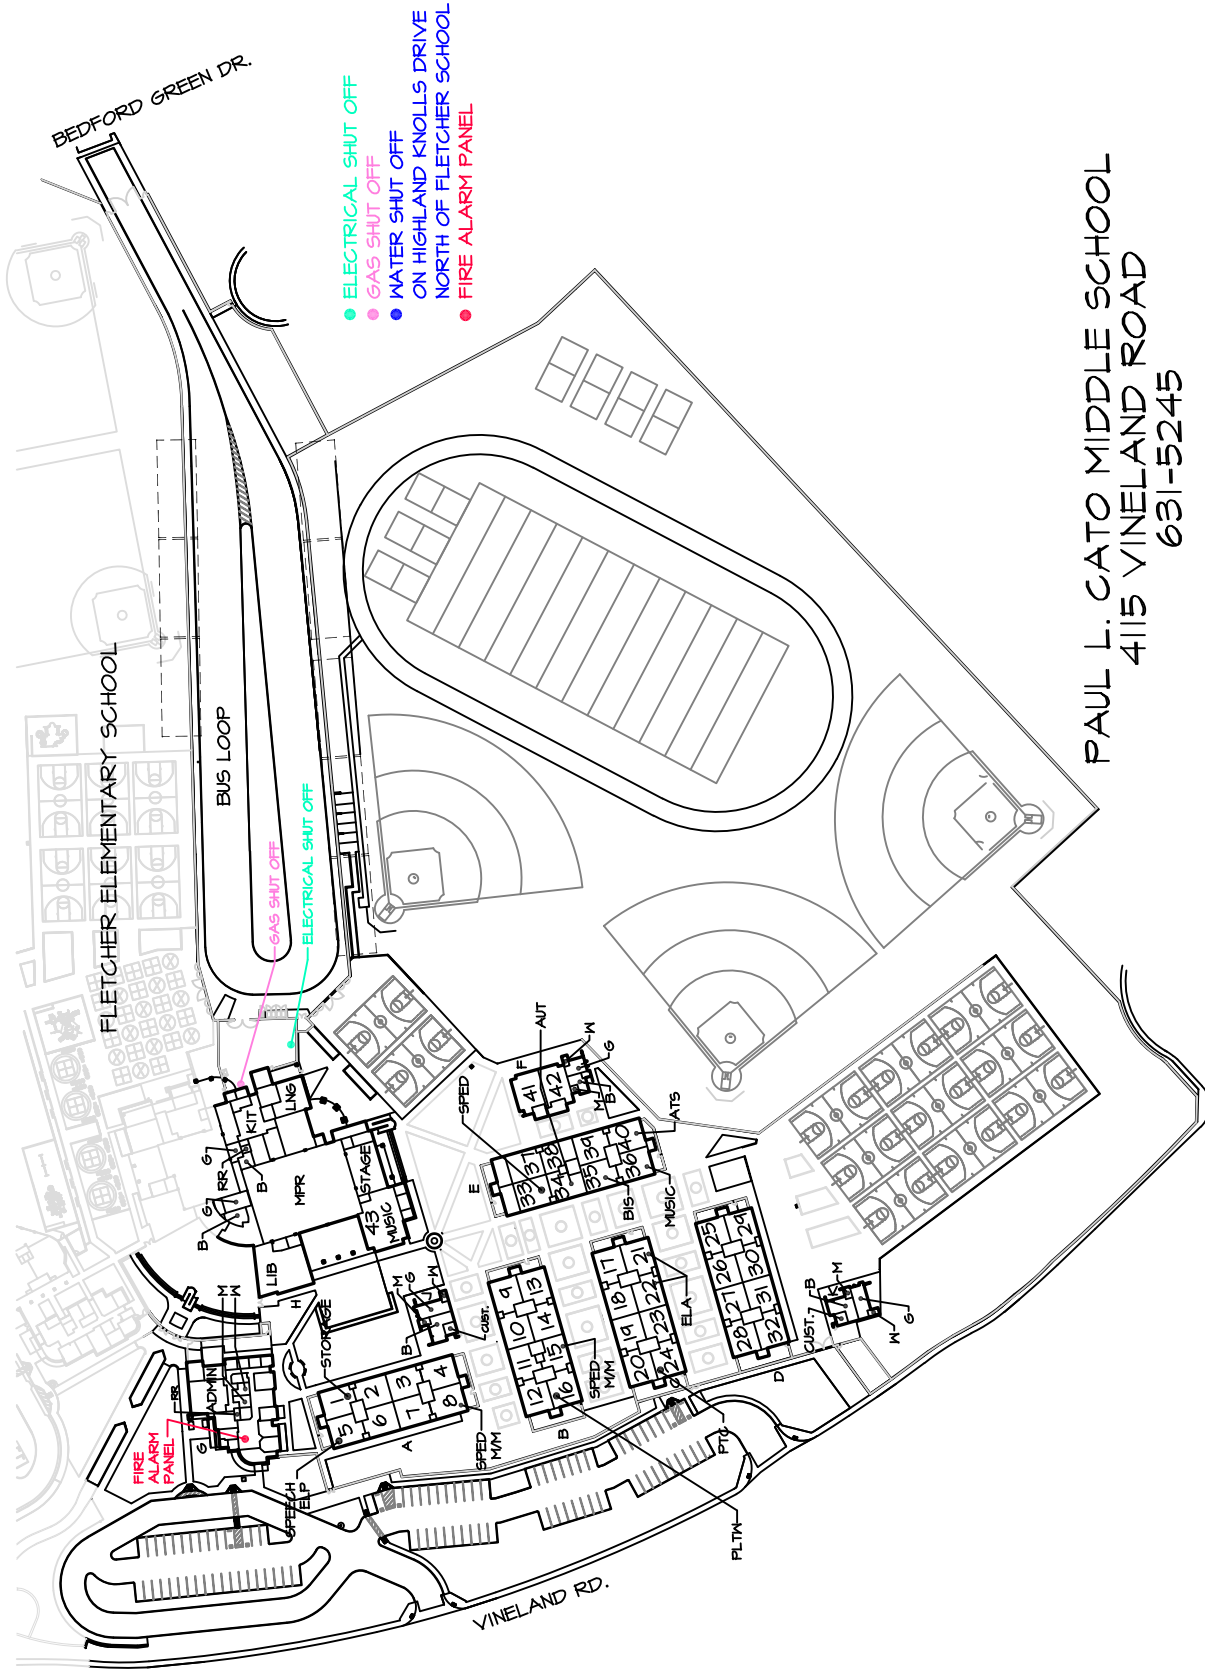 BEDFORD GREEN DR.
ELECTRICAL SHUT OFF
GAS SHUT OFF
WATER SHUT OFF
ON HIGHLAND KNOLLS DRIVE
NORTH OF FLETCHER SCHOOL
FIRE ALARM PANEL
PAUL L. CATO MIDDLE SCHOOL
4115 VINELAND ROAD
631-5245
FLETCHER ELEMENTARY SCHOOL
BUS LOOP
GAS SHUT OFF
ELECTRICAL SHUT OFF
KIT
LNG
G
RR
B
G
B
MPR
STAGE
43
MUSIC
LIB
H
M
W
RR
ADMIN
G
FIRE
ALARM
PANEL
STORAGE
SPEECH
ELP
1
2
3
4
5
6
7
8
A
SPED
M/M
B
M
G
W
CUST.
9
10
11
12
13
14
15
16
B
SPED
M/M
PLTW
17
18
19
20
21
22
23
24
C
ELA
PTC
25
26
27
28
29
30
31
32
D
CUST.
B
M
W
G
E
SPED
33
34
35
36
37
38
39
40
BIS
MUSIC
ATS
AUT
F
41
42
M
B
W
G
VINELAND RD.